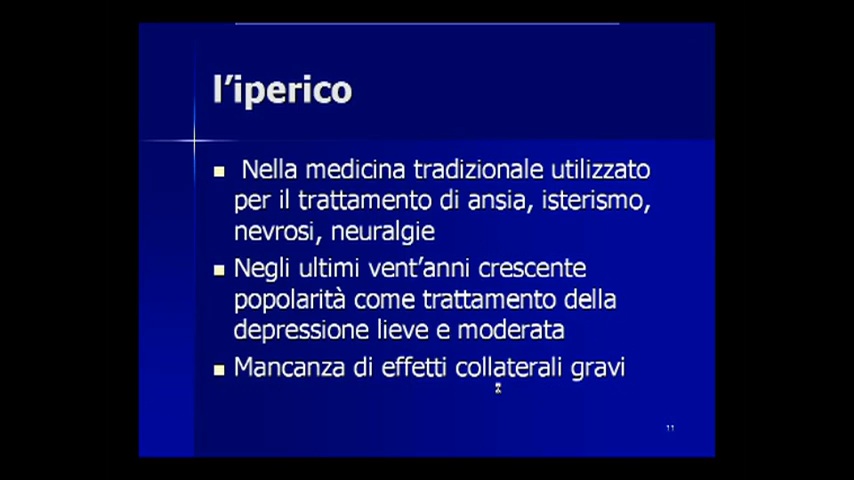 l’iperico
Nella medicina tradizionale utilizzato
per il trattamento di ansia, isterismo,
nevrosi, neuralgie
Negli ultimi vent’anni crescente
popolarità come trattamento della
depressione lieve e moderata
Mancanza di effetti collaterali gravi
11